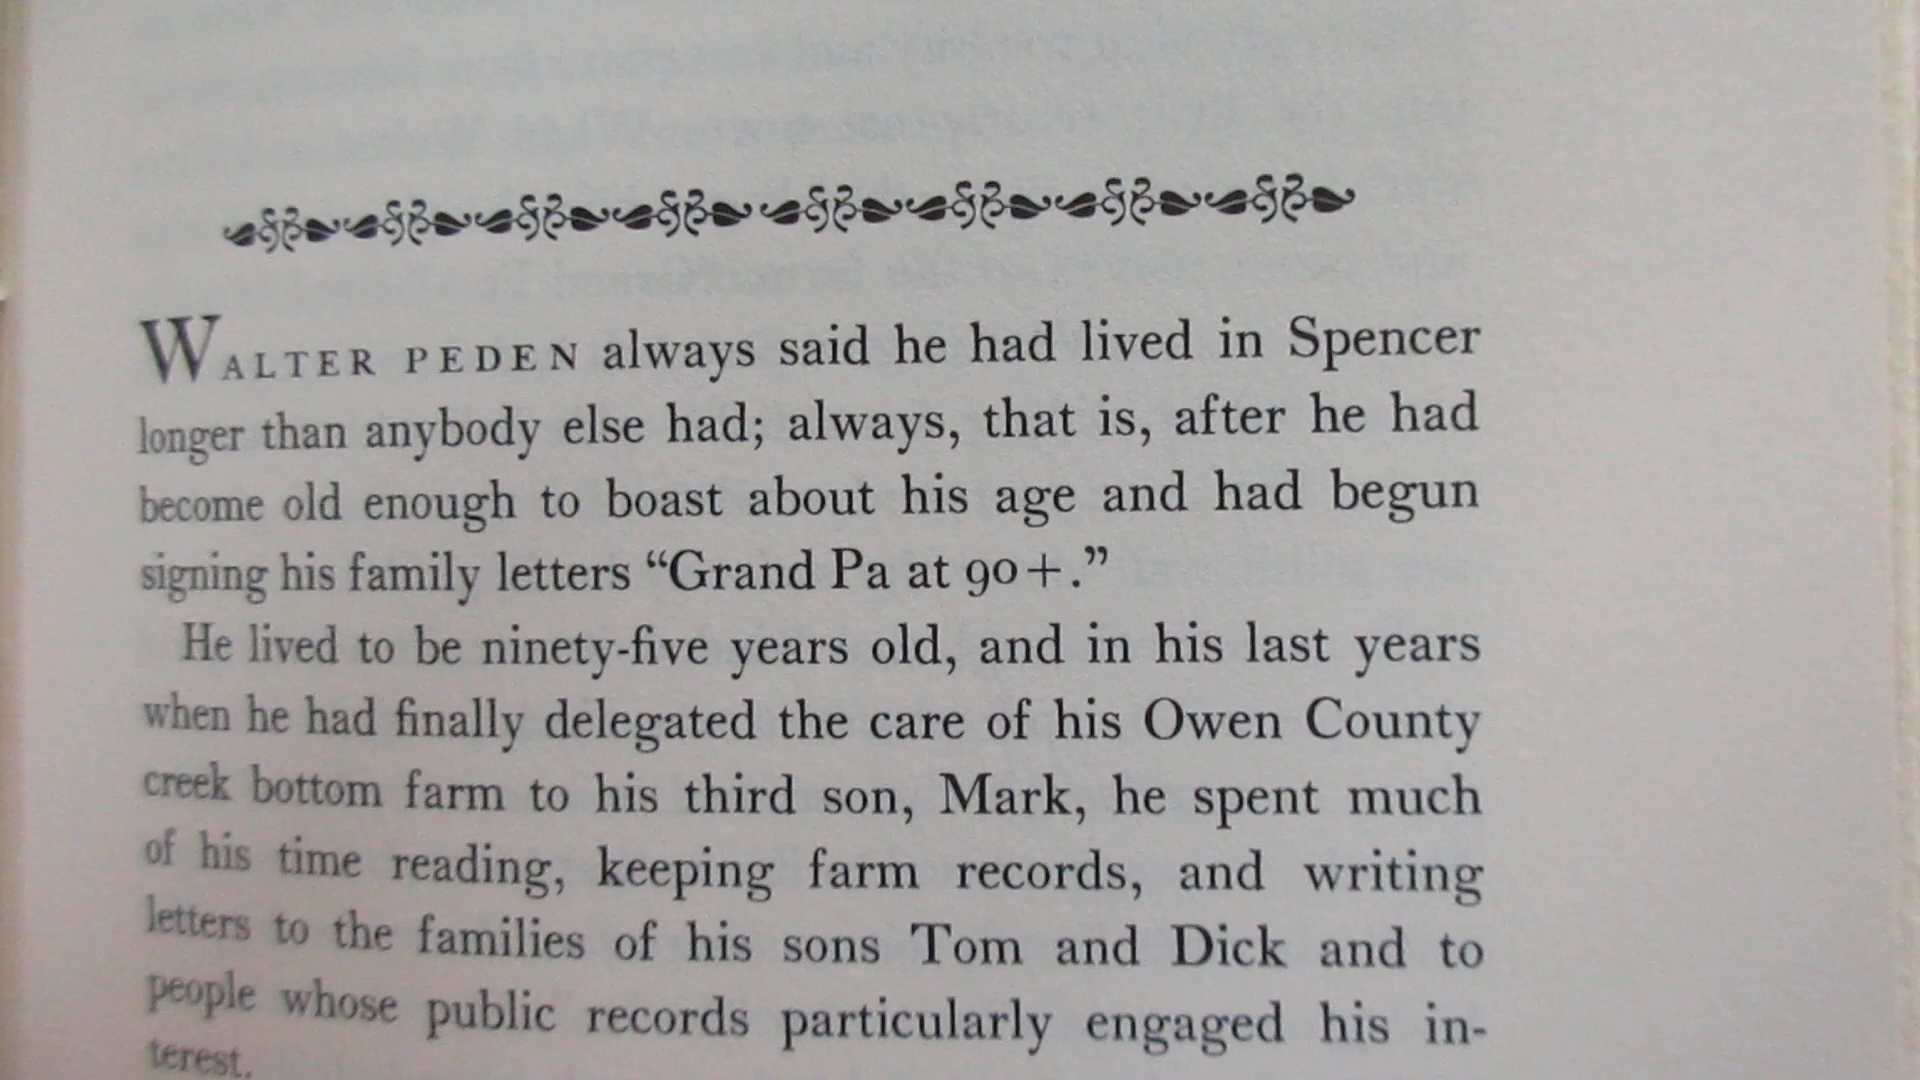 WALTER PEDEN always said he had lived in Spencer
longer than anybody else had; always, that is, after he had
become old enough to boast about his age and had begun
signing his family letters “Grand Pa at 90+.”
He lived to be ninety-five years old, and in his last years
when he had finally delegated the care of his Owen County
creek bottom farm to his third son, Mark, he spent much
of his time reading, keeping farm records, and writing
letters to the families of his sons Tom and Dick and to
people whose public records particularly engaged his in-
terest.